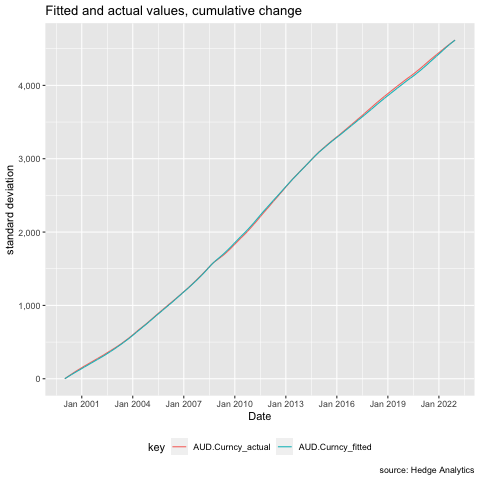 Fitted and actual values, cumulative change
standard deviation
4,000
3,000
2,000
1,000
0
Jan 2001 Jan 2004 Jan 2007 Jan 2010 Jan 2013 Jan 2016 Jan 2019 Jan 2022
Date
key AUD.Curncy_actual AUD.Curncy_fitted
source: Hedge Analytics